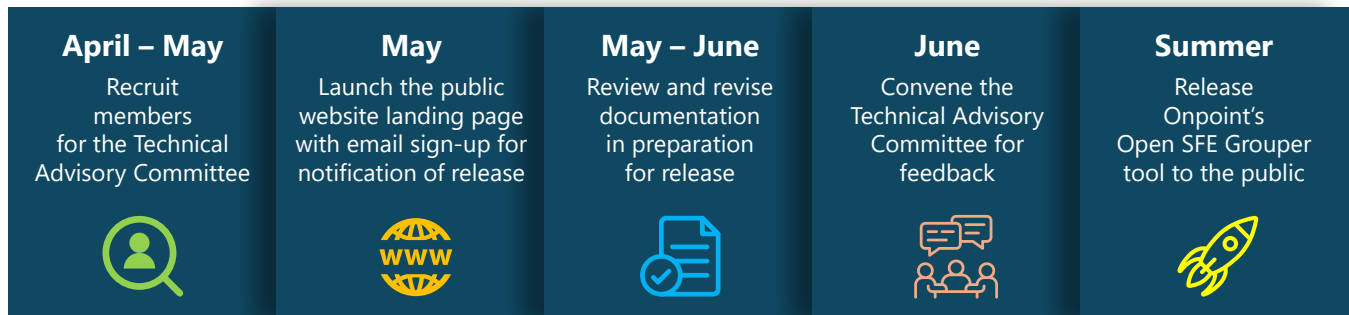 April – May
Recruit
members
for the Technical
Advisory Committee
May
Launch the public
website landing page
with email sign-up for
notification of release
WWW
May – June
Review and revise
documentation
in preparation
for release
June
Convene the
Technical Advisory
Committee for
feedback
Summer
Release
Onpoint's
Open SFE Grouper
tool to the public